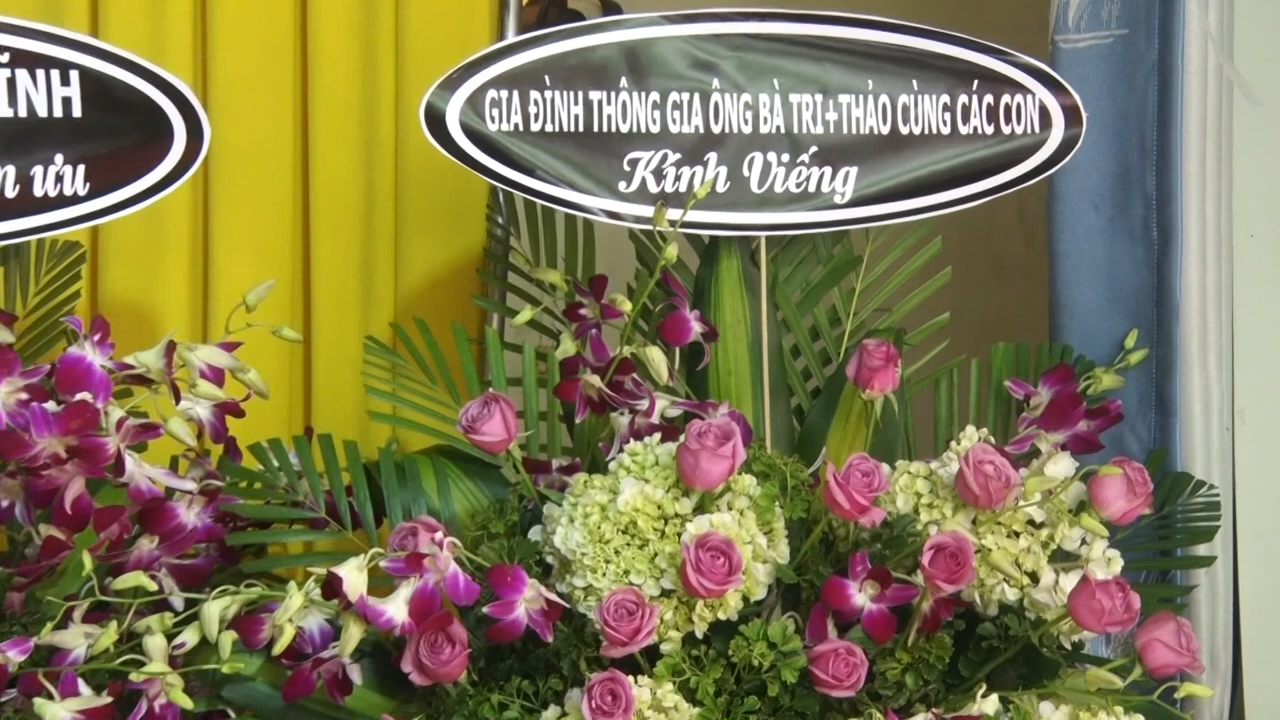 ĨNH
ưu
GIA ĐÌNH THÔNG GIA ÔNG BÀ TRI+THẢO CÙNG CÁC CON
Kính Viếng